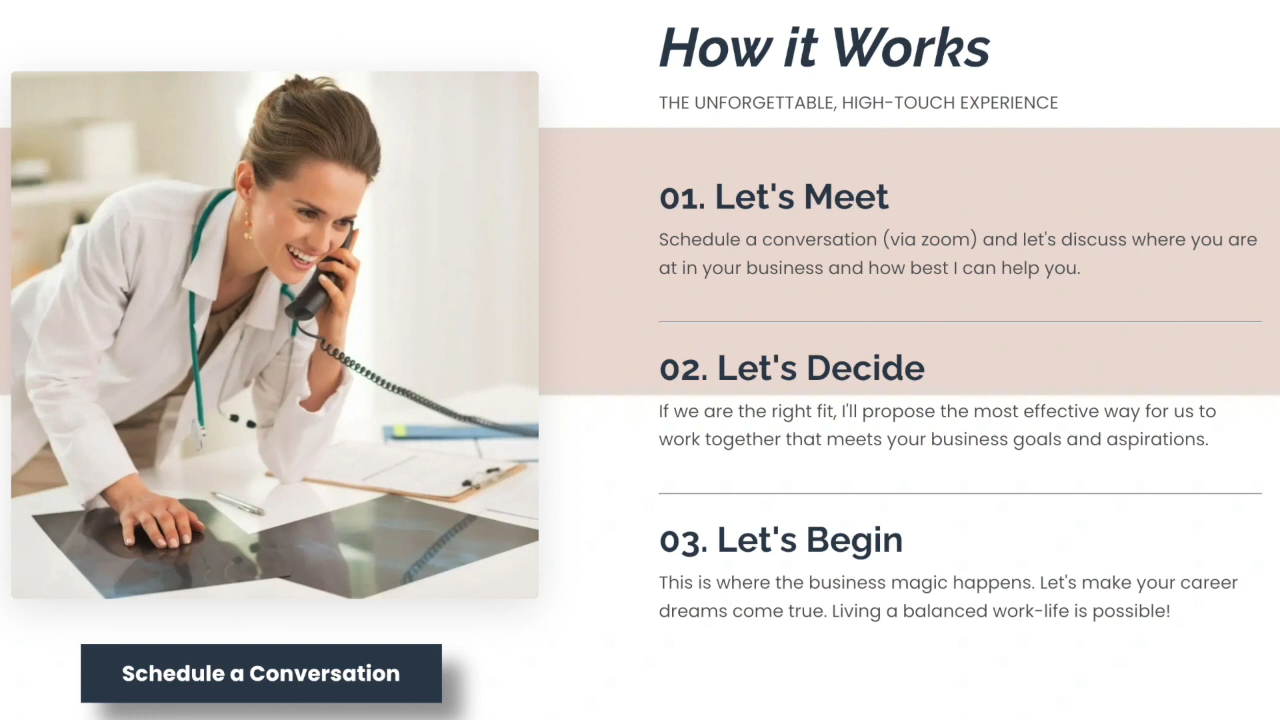 How it Works
THE UNFORGETTABLE, HIGH-TOUCH EXPERIENCE
01. Let's Meet
Schedule a conversation (via zoom) and let's discuss where you are
at in your business and how best I can help you.
02. Let's Decide
If we are the right fit, I'll propose the most effective way for us to
work together that meets your business goals and aspirations.
03. Let's Begin
This is where the business magic happens. Let's make your career
dreams come true. Living a balanced work-life is possible!
Schedule a Conversation